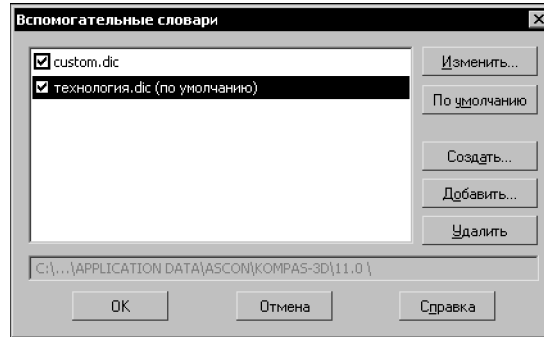 Вспомогательные словари
custom.dic
технология.dic (по умолчанию)
Изменить...
По умолчанию
Создать...
Добавить...
Удалить
C:\...\APPLICATION DATA\ASCON\KOMPAS-3D\11.0 \
OK
Отмена
Справка